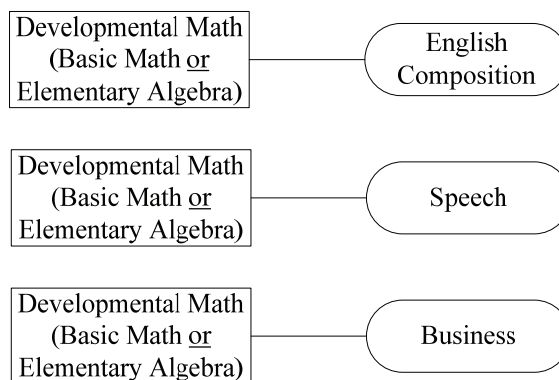 Developmental Math
(Basic Math or
Elementary Algebra)
English
Composition
Developmental Math
(Basic Math or
Elementary Algebra)
Speech
Developmental Math
(Basic Math or
Elementary Algebra)
Business